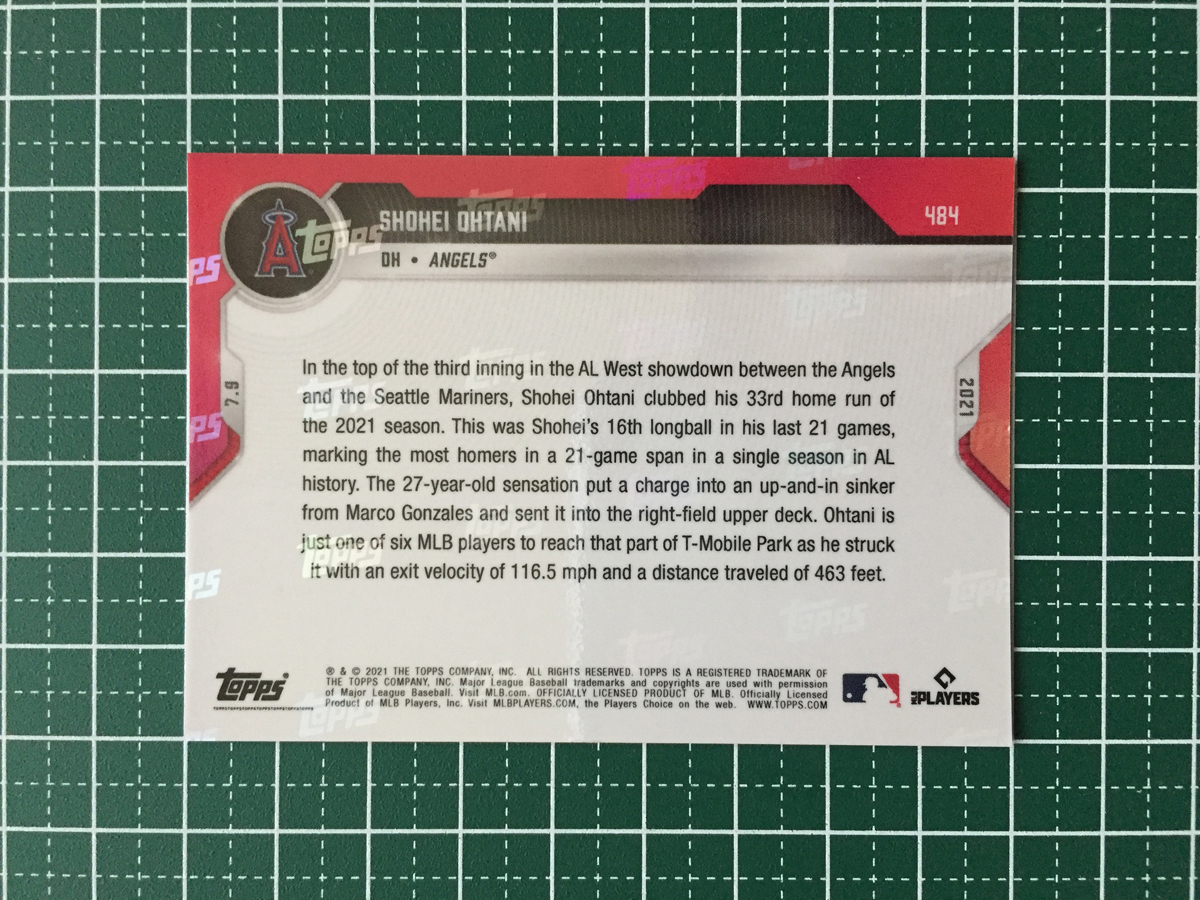 SHOHEI OHTANI
484
DH • ANGELS®
7.9
2021
In the top of the third inning in the AL West showdown between the Angels
and the Seattle Mariners, Shohei Ohtani clubbed his 33rd home run of
the 2021 season. This was Shohei's 16th longball in his last 21 games,
marking the most homers in a 21-game span in a single season in AL
history. The 27-year-old sensation put a charge into an up-and-in sinker
from Marco Gonzales and sent it into the right-field upper deck. Ohtani is
just one of six MLB players to reach that part of T-Mobile Park as he struck
it with an exit velocity of 116.5 mph and a distance traveled of 463 feet.
Topps®
® & © 2021 THE TOPPS COMPANY, INC. ALL RIGHTS RESERVED. TOPPS IS A REGISTERED TRADEMARK OF
THE TOPPS COMPANY, INC. Major League Baseball trademarks and copyrights are used with permission
of Major League Baseball. Visit MLB.com. OFFICIALLY LICENSED PRODUCT OF MLB. Officially Licensed
Product of MLB Players, Inc. Visit MLBPLAYERS.COM, the Players Choice on the web. WWW.TOPPS.COM
PLAYERS